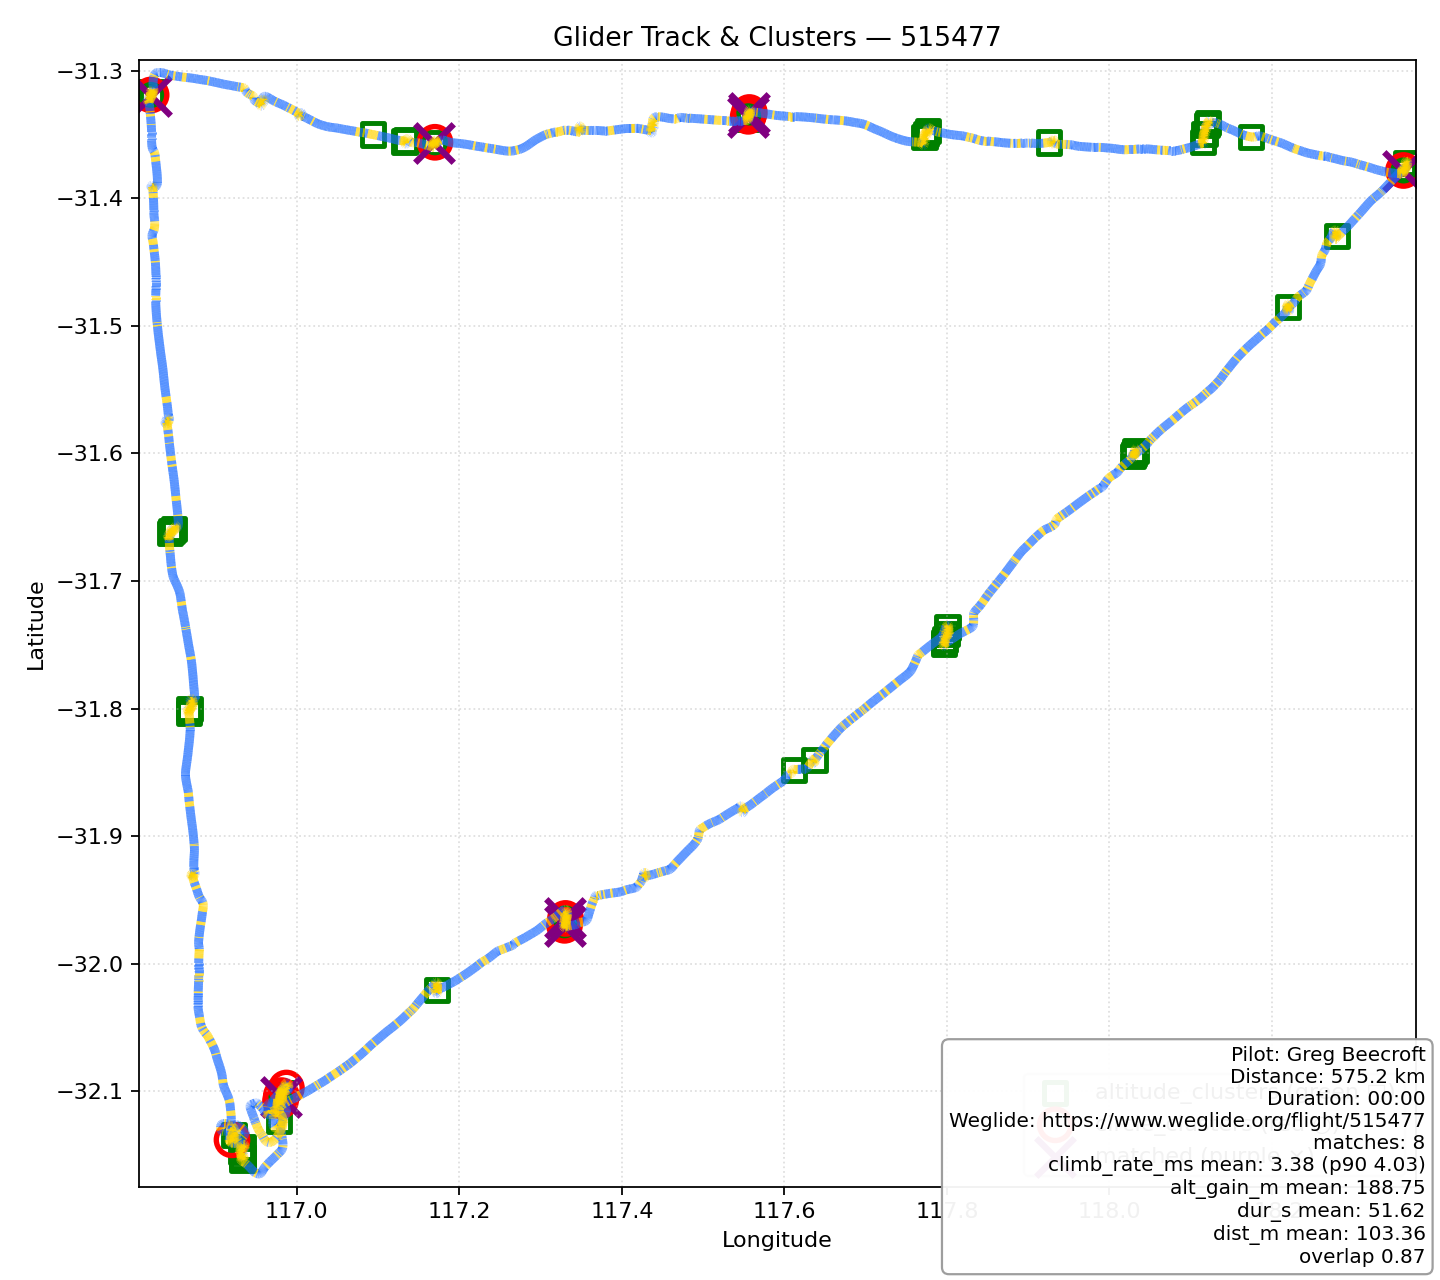 Glider Track & Clusters — 515477
−31.3
−31.4
−31.5
−31.6
−31.7
−31.8
−31.9
−32.0
−32.1
Latitude
117.0
117.2
117.4
117.6
117.8
118.0
Longitude
altitude_cluste
matched (purple
Pilot: Greg Beecroft
Distance: 575.2 km
Duration: 00:00
Weglide: https://www.weglide.org/flight/515477
matches: 8
climb_rate_ms mean: 3.38 (p90 4.03)
alt_gain_m mean: 188.75
dur_s mean: 51.62
dist_m mean: 103.36
overlap 0.87